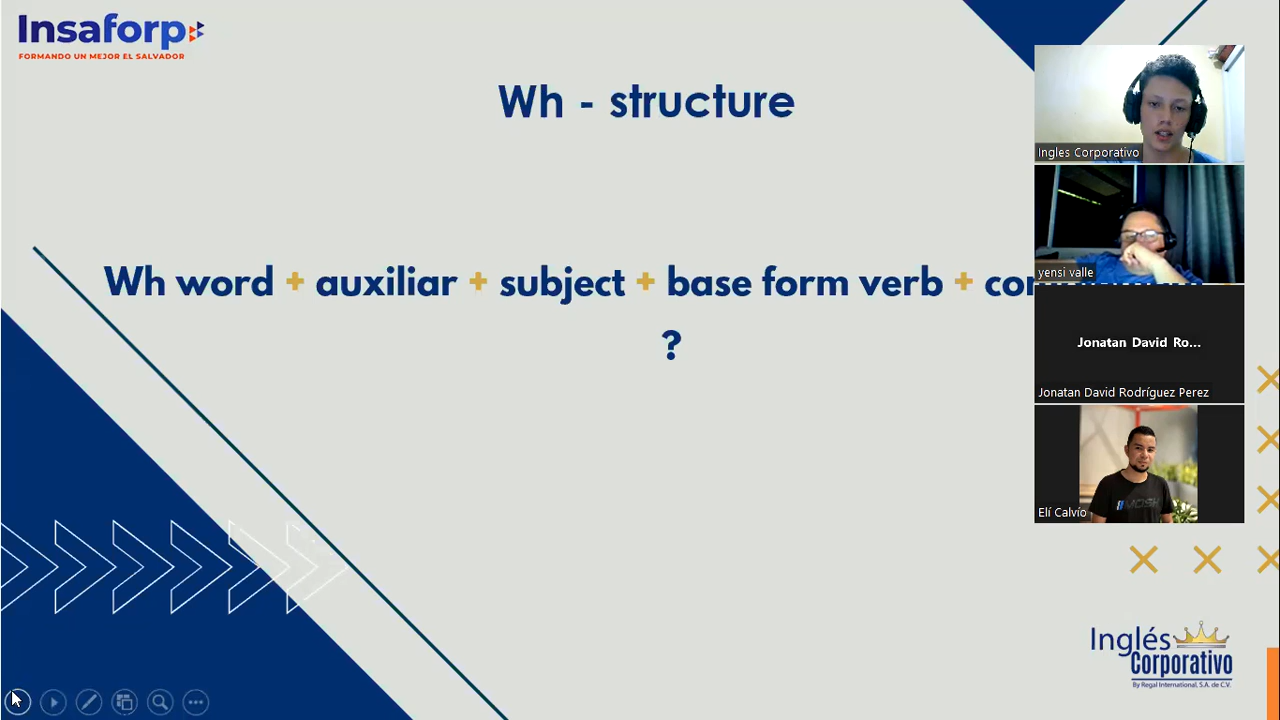 Insaforp
FORMANDO UN MEJOR EL SALVADOR
Wh - structure
Wh word + auxiliar + subject + base form verb +
?
Ingles Corporativo
yensi valle
Jonatan David Ro...
Jonatan David Rodríguez Perez
Elí Calvío
Inglés
Corporativo
By Regal International, S.A. de C.V.